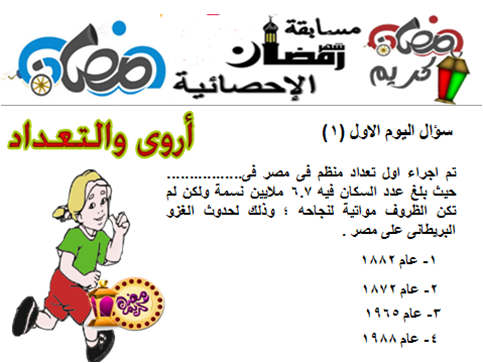 مسابقة
شهر رمضان
الإحصائية
رمضان
رمضان كريم
أروى والتعداد
سؤال اليوم الاول (١)
تم اجراء اول تعداد منظم فى مصر فى.................
حيث بلغ عدد السكان فيه ٦.٧ ملايين نسمة ولكن لم
تكن الظروف مواتية لنجاحه ؛ وذلك لحدوث الغزو
البريطانى على مصر .
١- عام ١٨٨٢
٢- عام ١٨٧٢
٣- عام ١٩٦٥
٤- عام ١٩٨٨